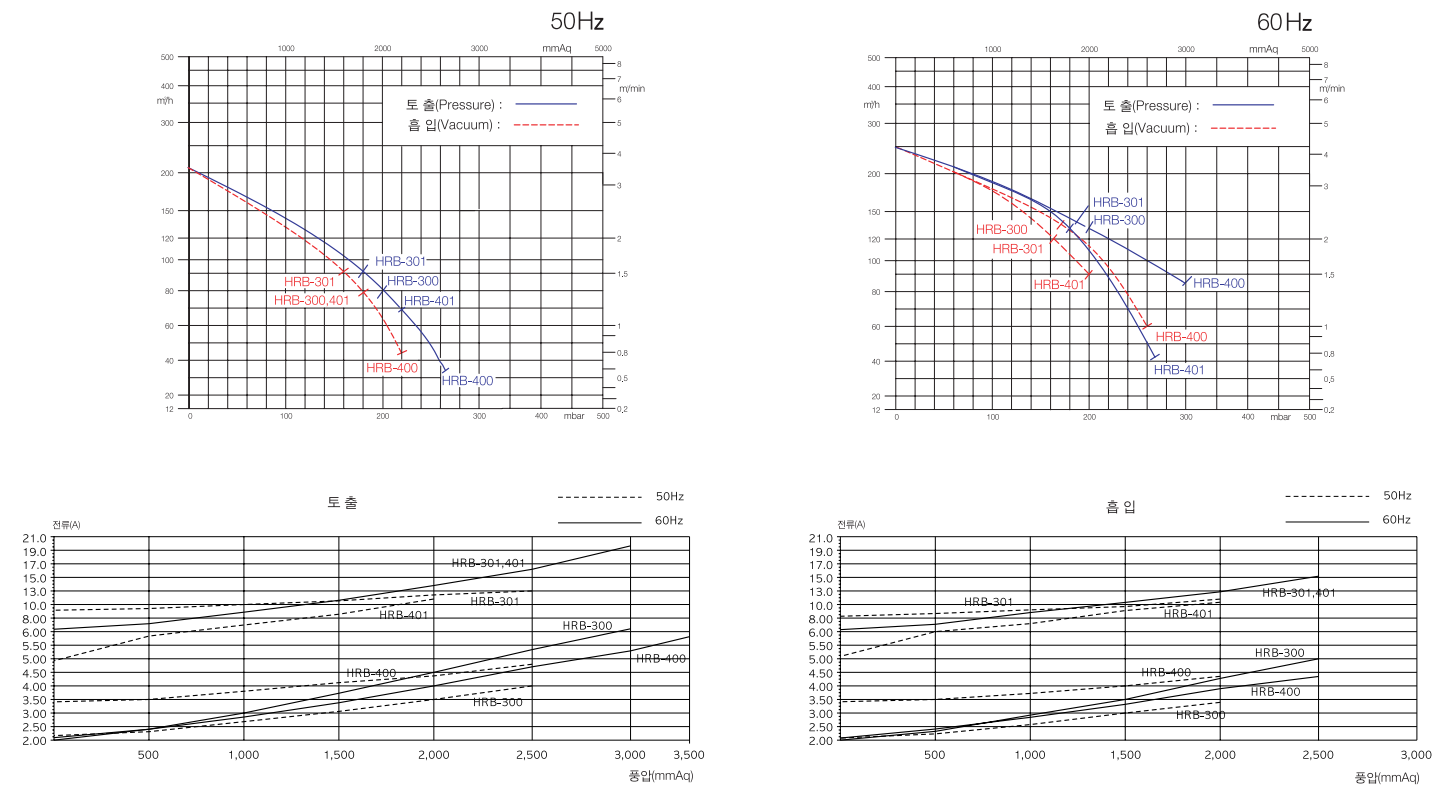 50Hz
1000 2000 3000 mmAq 5000
500
400
m³/h
300
200
150
120
100
80
60
40
20
12
8
7
m/min
6
5
4
3
2
1.5
1
0,8
0,5
0,2
토 출(Pressure) :
흡 입(Vacuum) :
HRB-301
HRB-300
HRB-401
HRB-400
HRB-301
HRB-300,401
HRB-400
0 100 200 300 400 mbar 500
60Hz
1000 2000 3000 mmAq 5000
500
400
m³/h
300
200
150
120
100
80
60
40
20
12
8
7
m/min
6
5
4
3
2
1.5
1
0.8
0.5
0.2
토 출(Pressure) :
흡 입(Vacuum) :
HRB-301
HRB-300
HRB-300
HRB-301
HRB-401
HRB-400
HRB-400
HRB-401
0 100 200 300 400 mbar 500
토 출
50Hz
60Hz
전류(A)
21.0
19.0
17.0
15.0
13.0
10.0
8.00
6.00
5.50
5.00
4.50
4.00
3.50
3.00
2.50
2.00
HRB-301,401
HRB-301
HRB-401
HRB-300
HRB-400
HRB-400
HRB-300
500 1,000 1,500 2,000 2,500 3,000 3,500
풍압(mmAq)
흡 입
50Hz
60Hz
전류(A)
21.0
19.0
17.0
15.0
13.0
10.0
8.00
6.00
5.50
5.00
4.50
4.00
3.50
3.00
2.50
2.00
HRB-301
HRB-301,401
HRB-401
HRB-300
HRB-400
HRB-400
HRB-300
500 1,000 1,500 2,000 2,500 3,000
풍압(mmAq)